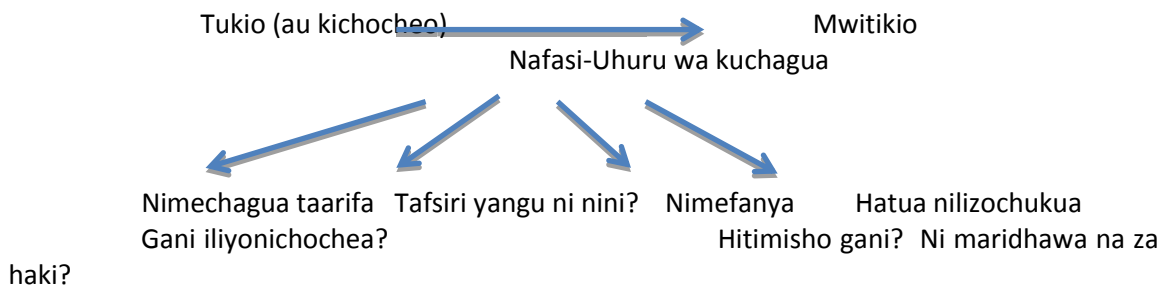 Tukio (au kichocheo) Mwitikio
Nafasi-Uhuru wa kuchagua
Nimechagua taarifa Tafsiri yangu ni nini? Nimefanya Hatua nilizochukua
Gani iliyonichochea? Hitimisho gani? Ni maridhawa na za
haki?